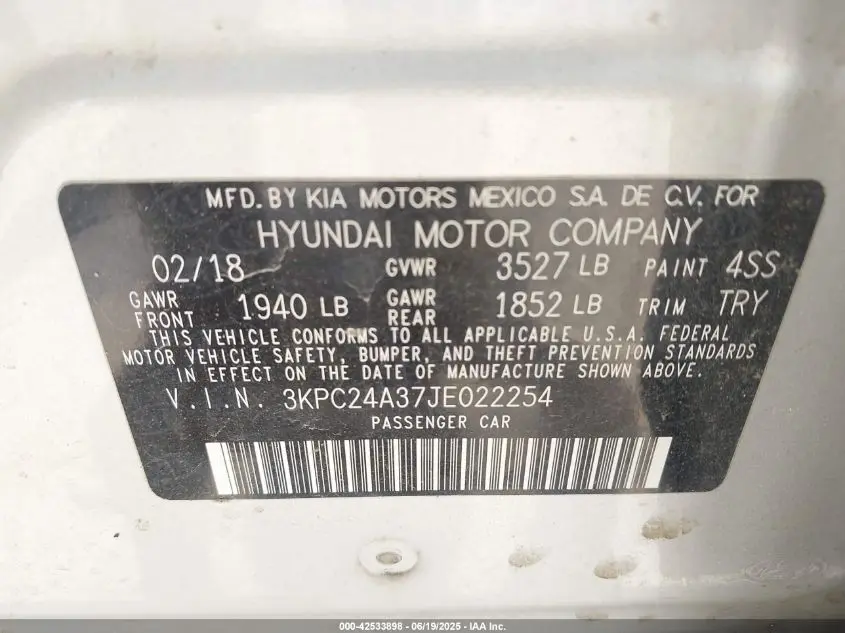 MFD. BY KIA MOTORS MEXICO S.A. DE C.V. FOR
HYUNDAI MOTOR COMPANY
02/18 GVWR 3527 LB PAINT 4SS
GAWR FRONT 1940 LB GAWR REAR 1852 LB TRIM TRY
THIS VEHICLE CONFORMS TO ALL APPLICABLE U.S.A. FEDERAL
MOTOR VEHICLE SAFETY, BUMPER, AND THEFT PREVENTION STANDARDS
IN EFFECT ON THE DATE OF MANUFACTURE SHOWN ABOVE.
V.I.N. 3KPC24A37JE022254
PASSENGER CAR
000-42533898 - 06/19/2025 - IAA Inc.